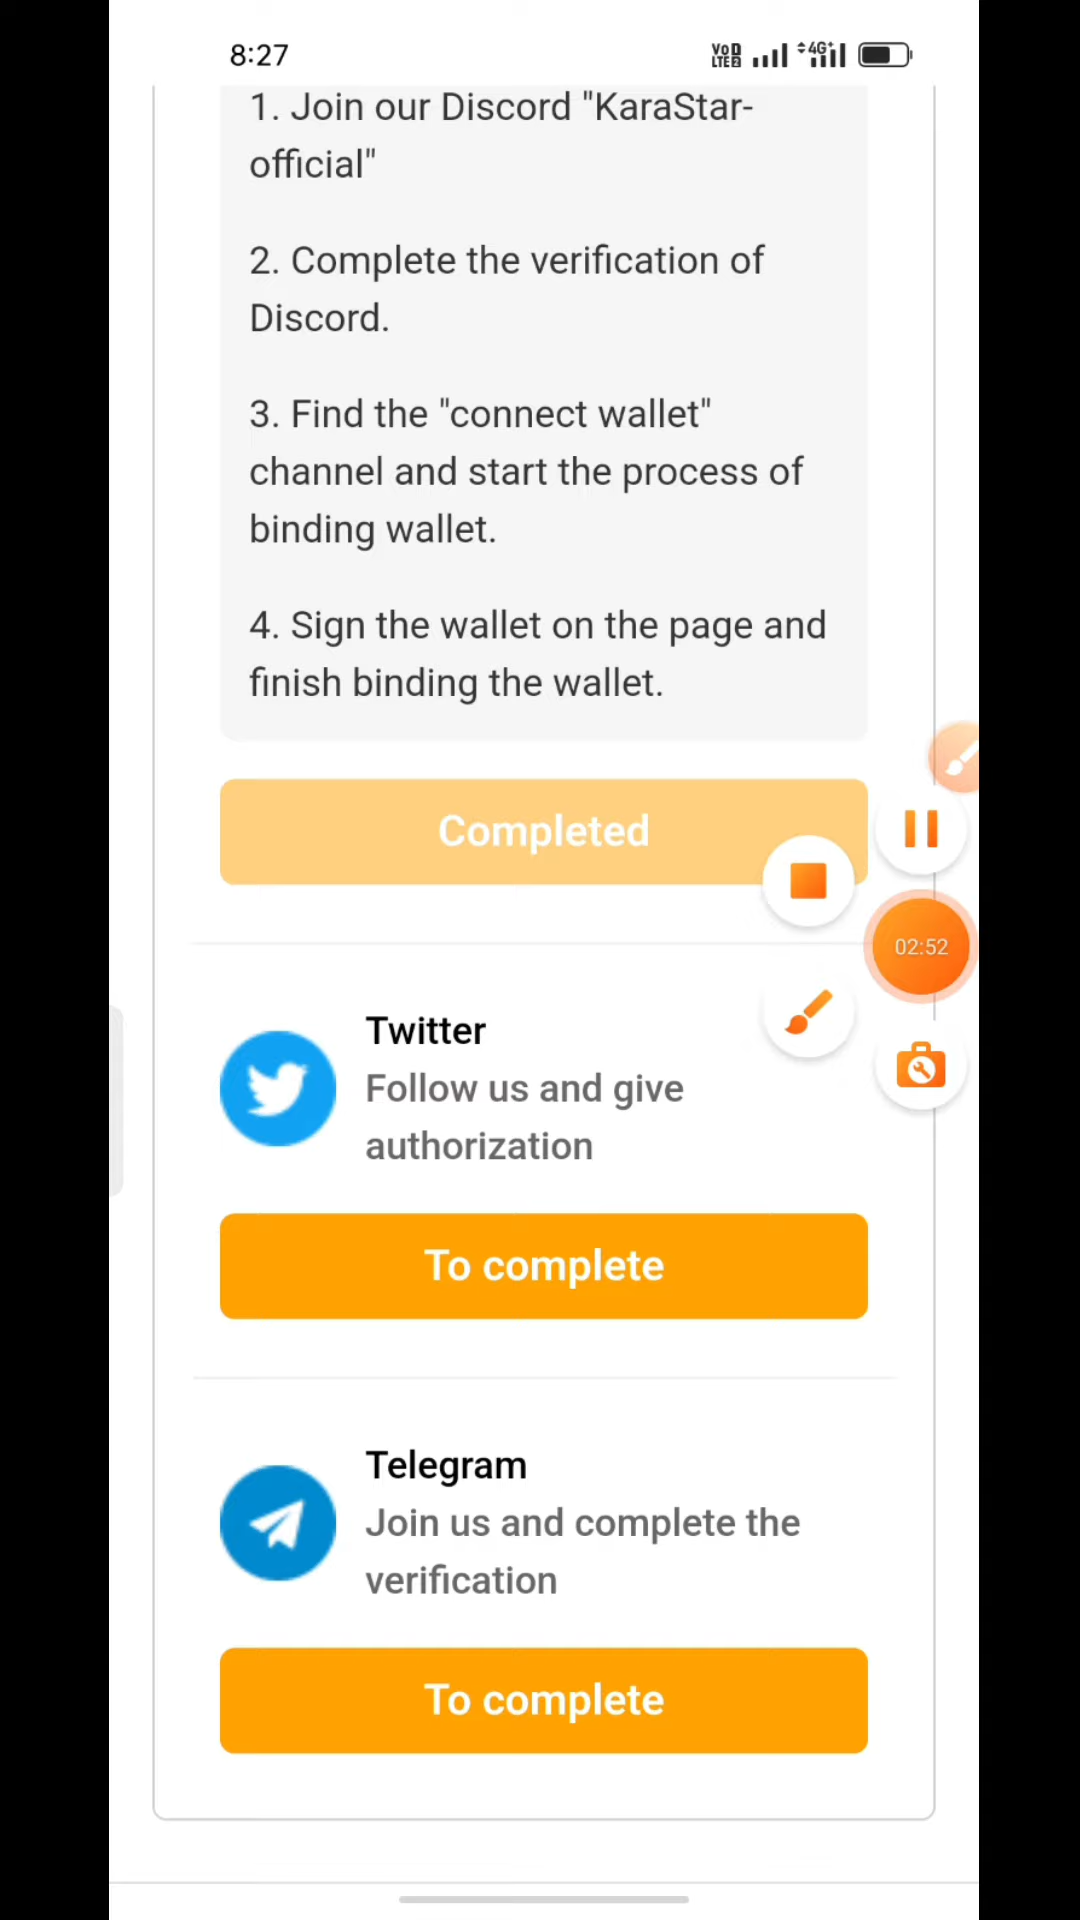 8:27
VoD LTE2 4G+
1. Join our Discord "KaraStar-
official"
2. Complete the verification of
Discord.
3. Find the "connect wallet"
channel and start the process of
binding wallet.
4. Sign the wallet on the page and
finish binding the wallet.
Completed
02:52
Twitter
Follow us and give
authorization
To complete
Telegram
Join us and complete the
verification
To complete